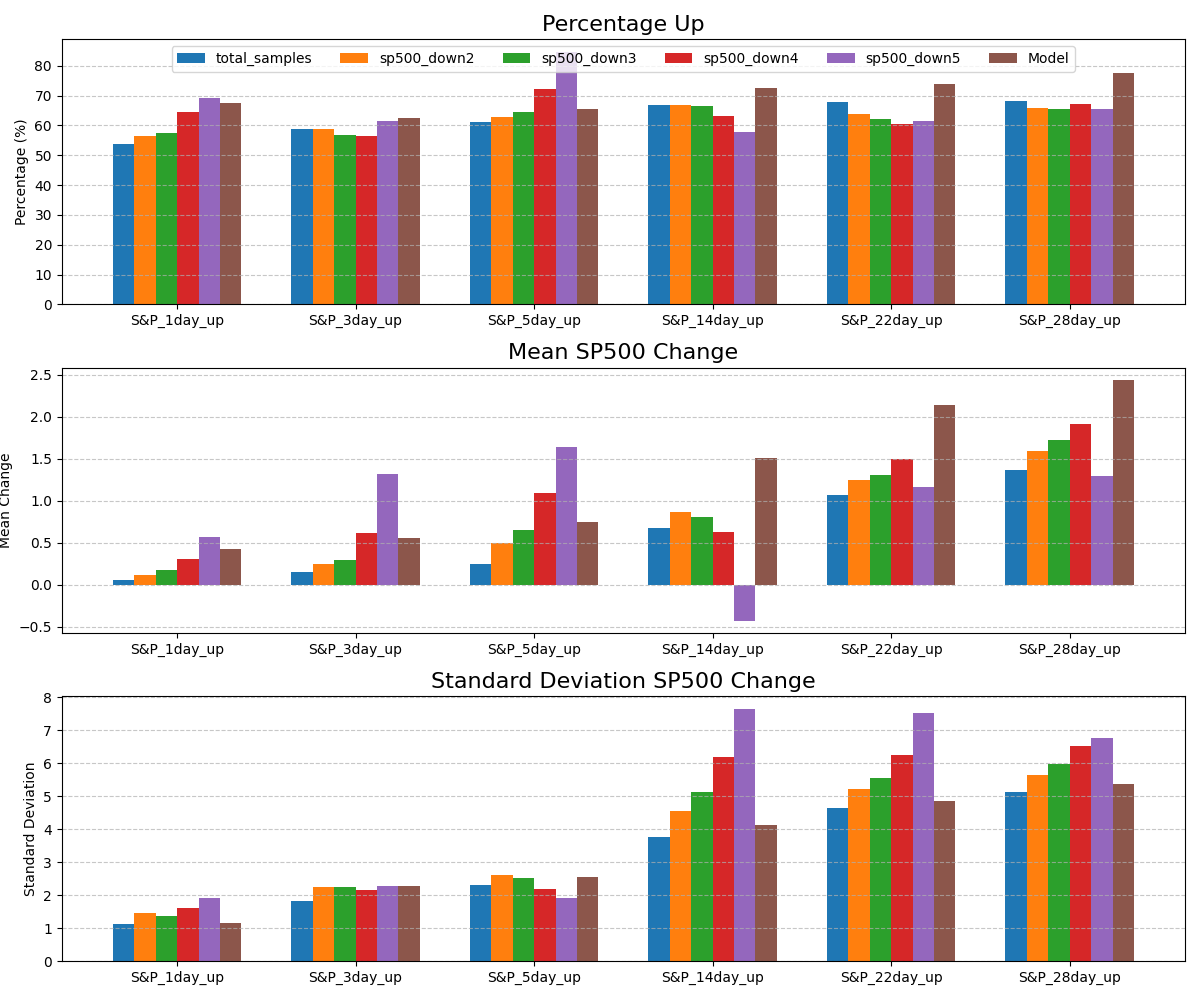 Percentage Up
total_samples sp500_down2 sp500_down3 sp500_down4 sp500_down5 Model
Percentage (%)
80
70
60
50
40
30
20
10
0
S&P_1day_up S&P_3day_up S&P_5day_up S&P_14day_up S&P_22day_up S&P_28day_up
Mean SP500 Change
Mean Change
2.5
2.0
1.5
1.0
0.5
0.0
−0.5
S&P_1day_up S&P_3day_up S&P_5day_up S&P_14day_up S&P_22day_up S&P_28day_up
Standard Deviation SP500 Change
Standard Deviation
8
7
6
5
4
3
2
1
0
S&P_1day_up S&P_3day_up S&P_5day_up S&P_14day_up S&P_22day_up S&P_28day_up